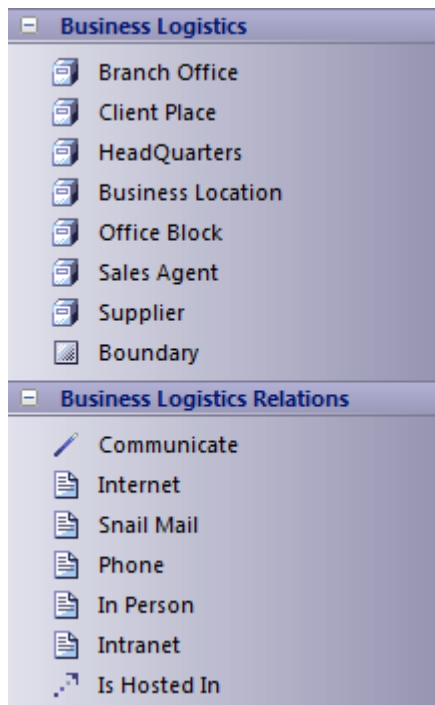 Business Logistics
Branch Office
Client Place
HeadQuarters
Business Location
Office Block
Sales Agent
Supplier
Boundary
Business Logistics Relations
Communicate
Internet
Snail Mail
Phone
In Person
Intranet
Is Hosted In